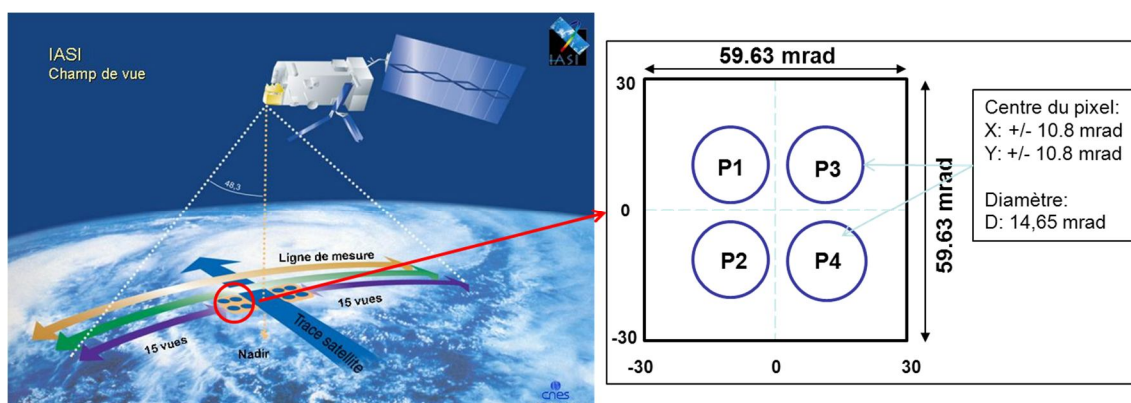 IASI
Champ de vue
IASI
48,3
Ligne de mesure
15 vues
15 vues
Trace satellite
Nadir
cnes
59.63 mrad
30
P1
P3
0
P2
P4
-30
-30
0
30
59.63 mrad
Centre du pixel:
X: +/- 10.8 mrad
Y: +/- 10.8 mrad
Diamètre:
D: 14,65 mrad